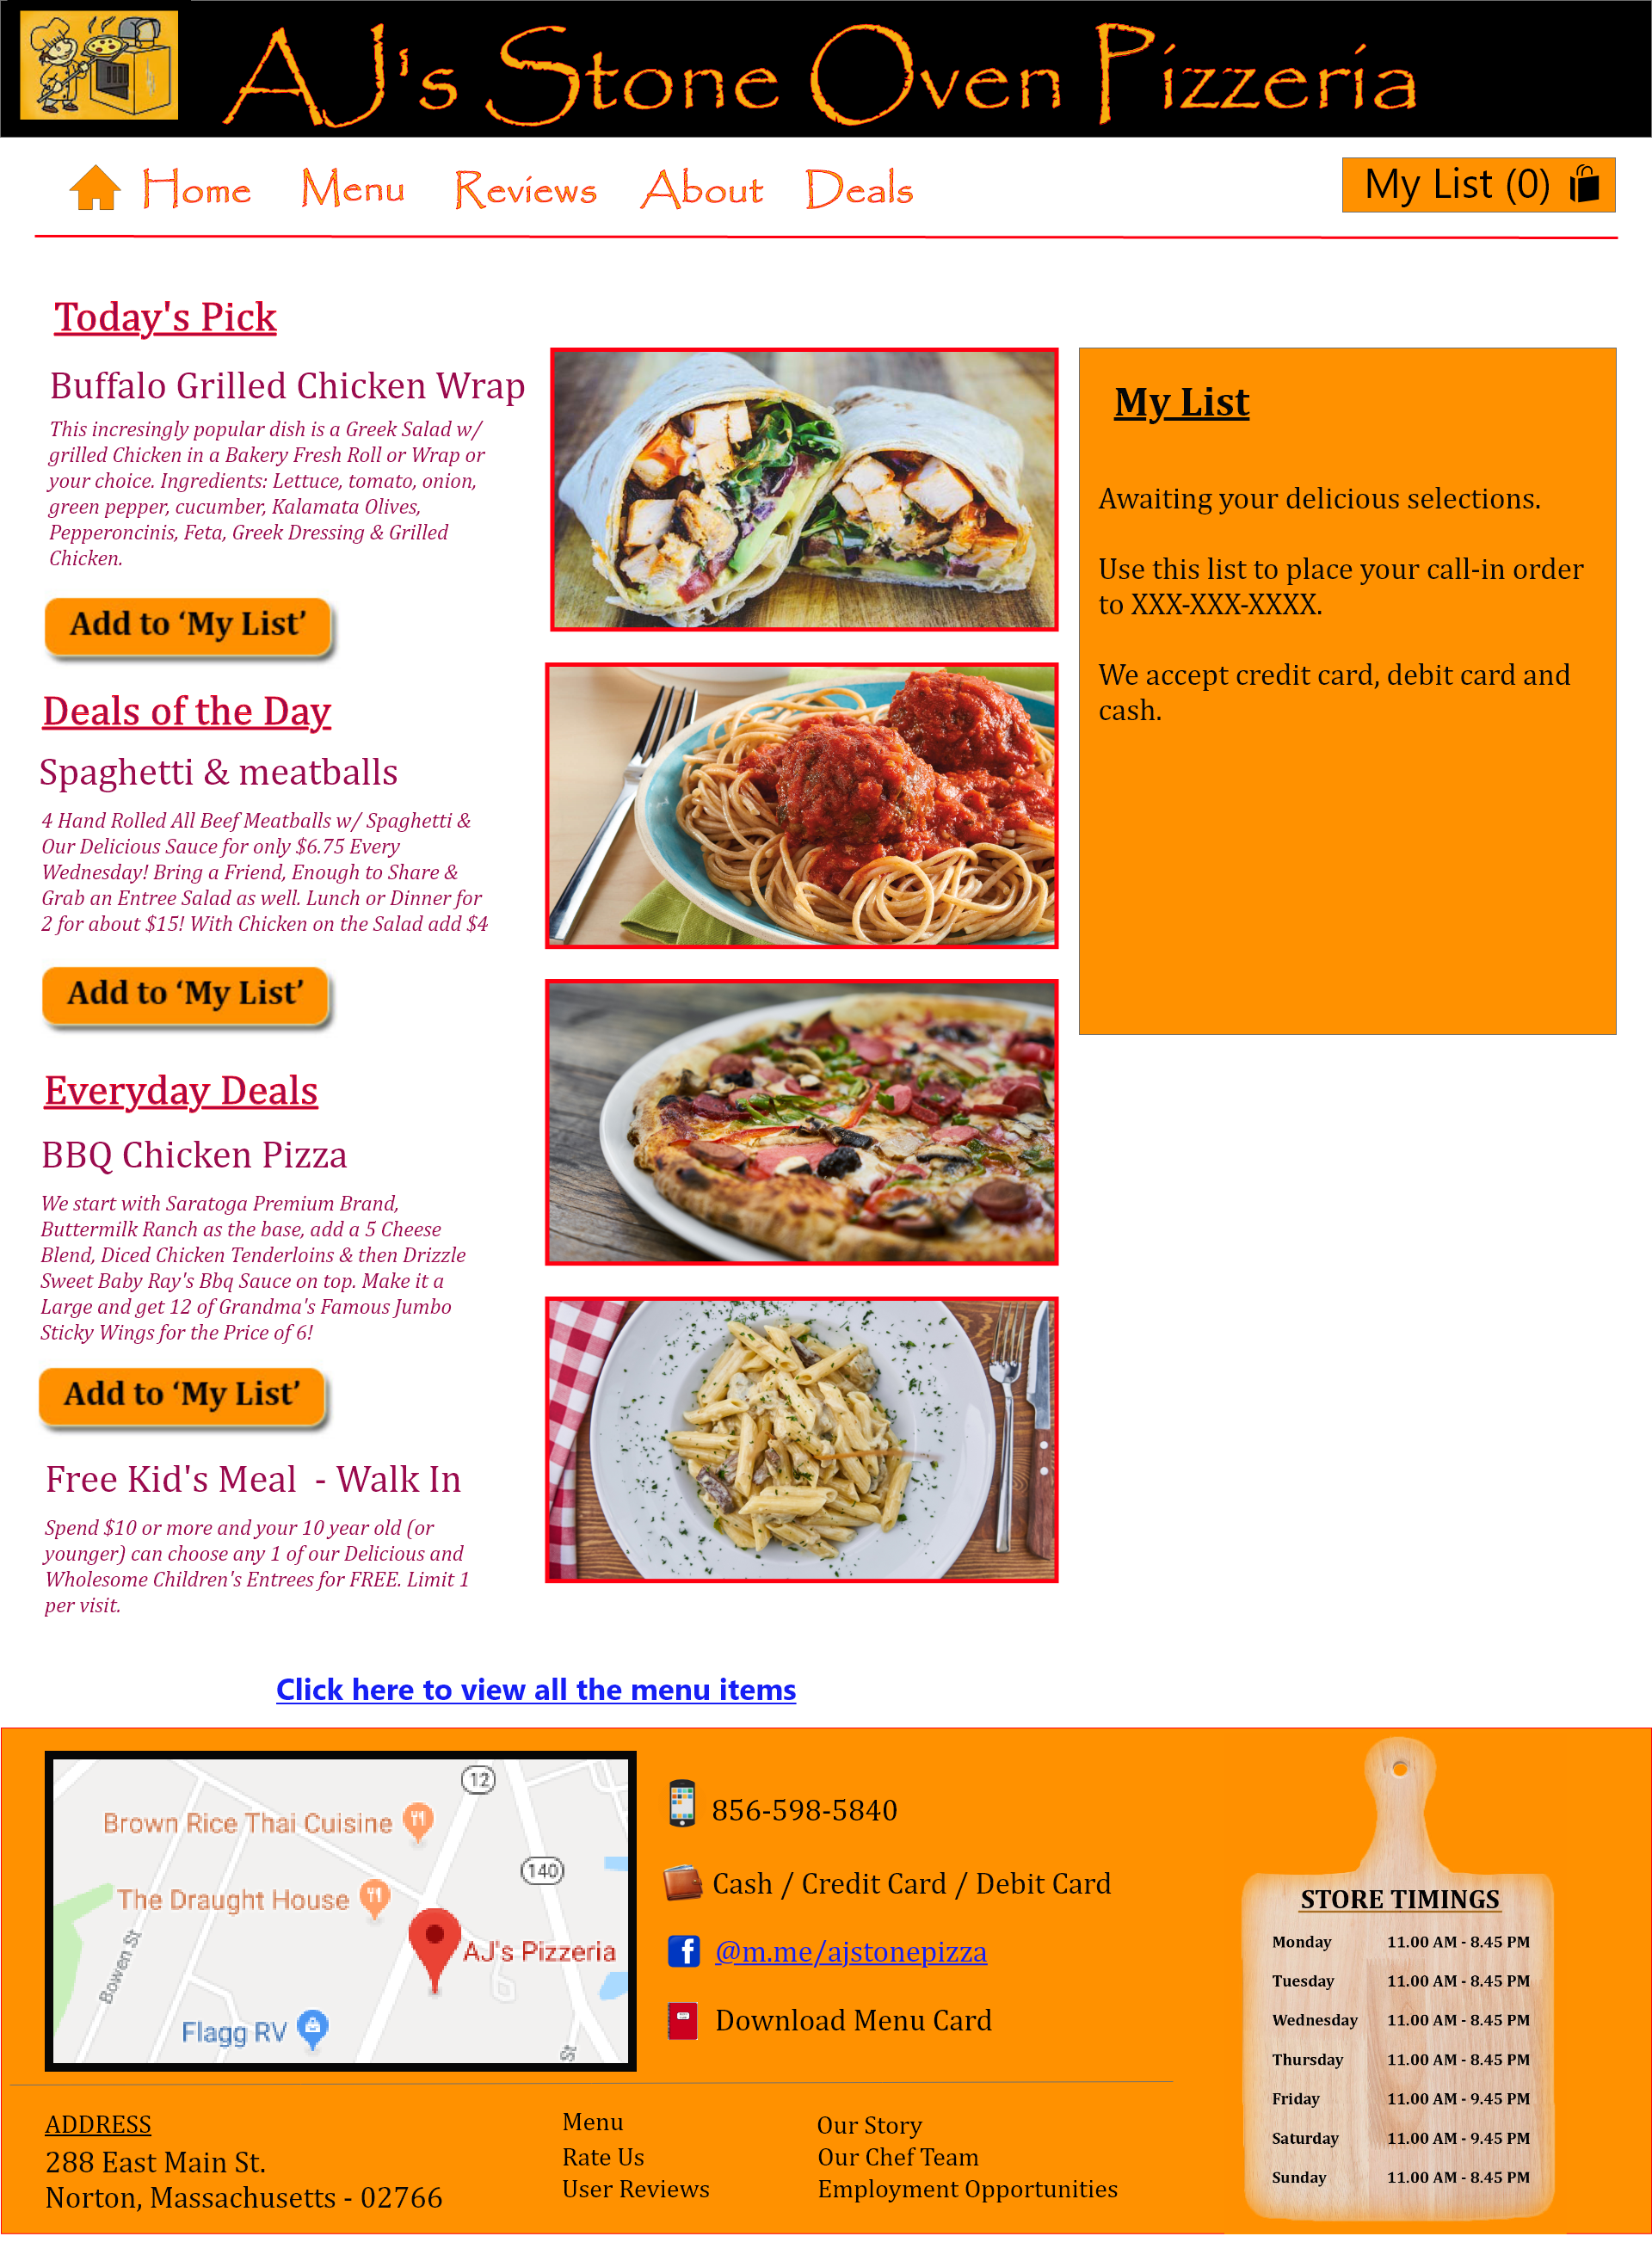 AJ's Stone Oven Pizzeria
Home
Menu
Reviews
About
Deals
My List (0)
Today's Pick
Buffalo Grilled Chicken Wrap
This incresingly popular dish is a Greek Salad w/
grilled Chicken in a Bakery Fresh Roll or Wrap or
your choice. Ingredients: Lettuce, tomato, onion,
green pepper, cucumber, Kalamata Olives,
Pepperoncinis, Feta, Greek Dressing & Grilled
Chicken.
Add to ‘My List’
Deals of the Day
Spaghetti & meatballs
4 Hand Rolled All Beef Meatballs w/ Spaghetti &
Our Delicious Sauce for only $6.75 Every
Wednesday! Bring a Friend, Enough to Share &
Grab an Entree Salad as well. Lunch or Dinner for
2 for about $15! With Chicken on the Salad add $4
Add to ‘My List’
Everyday Deals
BBQ Chicken Pizza
We start with Saratoga Premium Brand,
Buttermilk Ranch as the base, add a 5 Cheese
Blend, Diced Chicken Tenderloins & then Drizzle
Sweet Baby Ray's Bbq Sauce on top. Make it a
Large and get 12 of Grandma's Famous Jumbo
Sticky Wings for the Price of 6!
Add to ‘My List’
Free Kid's Meal - Walk In
Spend $10 or more and your 10 year old (or
younger) can choose any 1 of our Delicious and
Wholesome Children's Entrees for FREE. Limit 1
per visit.
My List
Awaiting your delicious selections.
Use this list to place your call-in order
to XXX-XXX-XXXX.
We accept credit card, debit card and
cash.
Click here to view all the menu items
12
Brown Rice Thai Cuisine
140
The Draught House
AJ's Pizzeria
Bowen St
Flagg RV
St
856-598-5840
Cash / Credit Card / Debit Card
@m.me/ajstonepizza
Download Menu Card
STORE TIMINGS
Monday 11.00 AM - 8.45 PM
Tuesday 11.00 AM - 8.45 PM
Wednesday 11.00 AM - 8.45 PM
Thursday 11.00 AM - 8.45 PM
Friday 11.00 AM - 9.45 PM
Saturday 11.00 AM - 9.45 PM
Sunday 11.00 AM - 8.45 PM
ADDRESS
288 East Main St.
Norton, Massachusetts - 02766
Menu
Rate Us
User Reviews
Our Story
Our Chef Team
Employment Opportunities